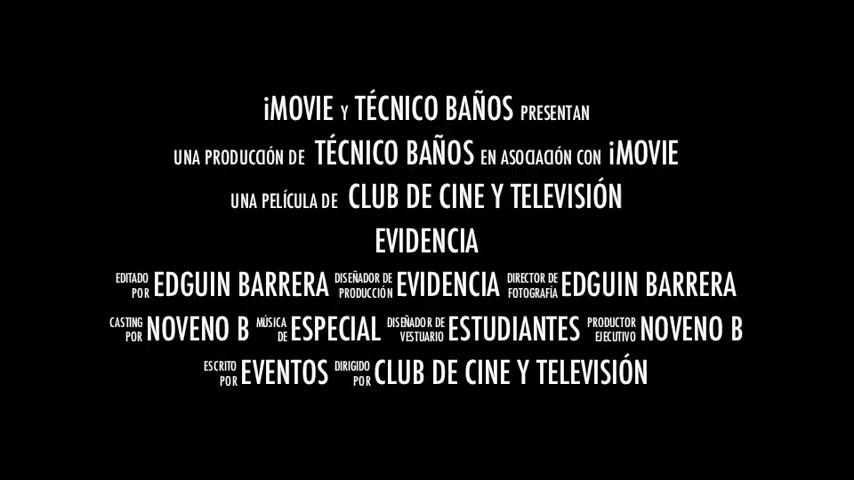 iMOVIE Y TÉCNICO BAÑOS PRESENTAN
UNA PRODUCCIÓN DE TÉCNICO BAÑOS EN ASOCIACIÓN CON iMOVIE
UNA PELÍCULA DE CLUB DE CINE Y TELEVISIÓN
EVIDENCIA
EDITADO POR EDGUIN BARRERA DISEÑADOR DE PRODUCCIÓN EVIDENCIA DIRECTOR DE FOTOGRAFÍA EDGUIN BARRERA
CASTING POR NOVENO B MÚSICA DE ESPECIAL DISEÑADOR DE VESTUARIO ESTUDIANTES PRODUCTOR EJECUTIVO NOVENO B
ESCRITO POR EVENTOS DIRIGIDO POR CLUB DE CINE Y TELEVISIÓN